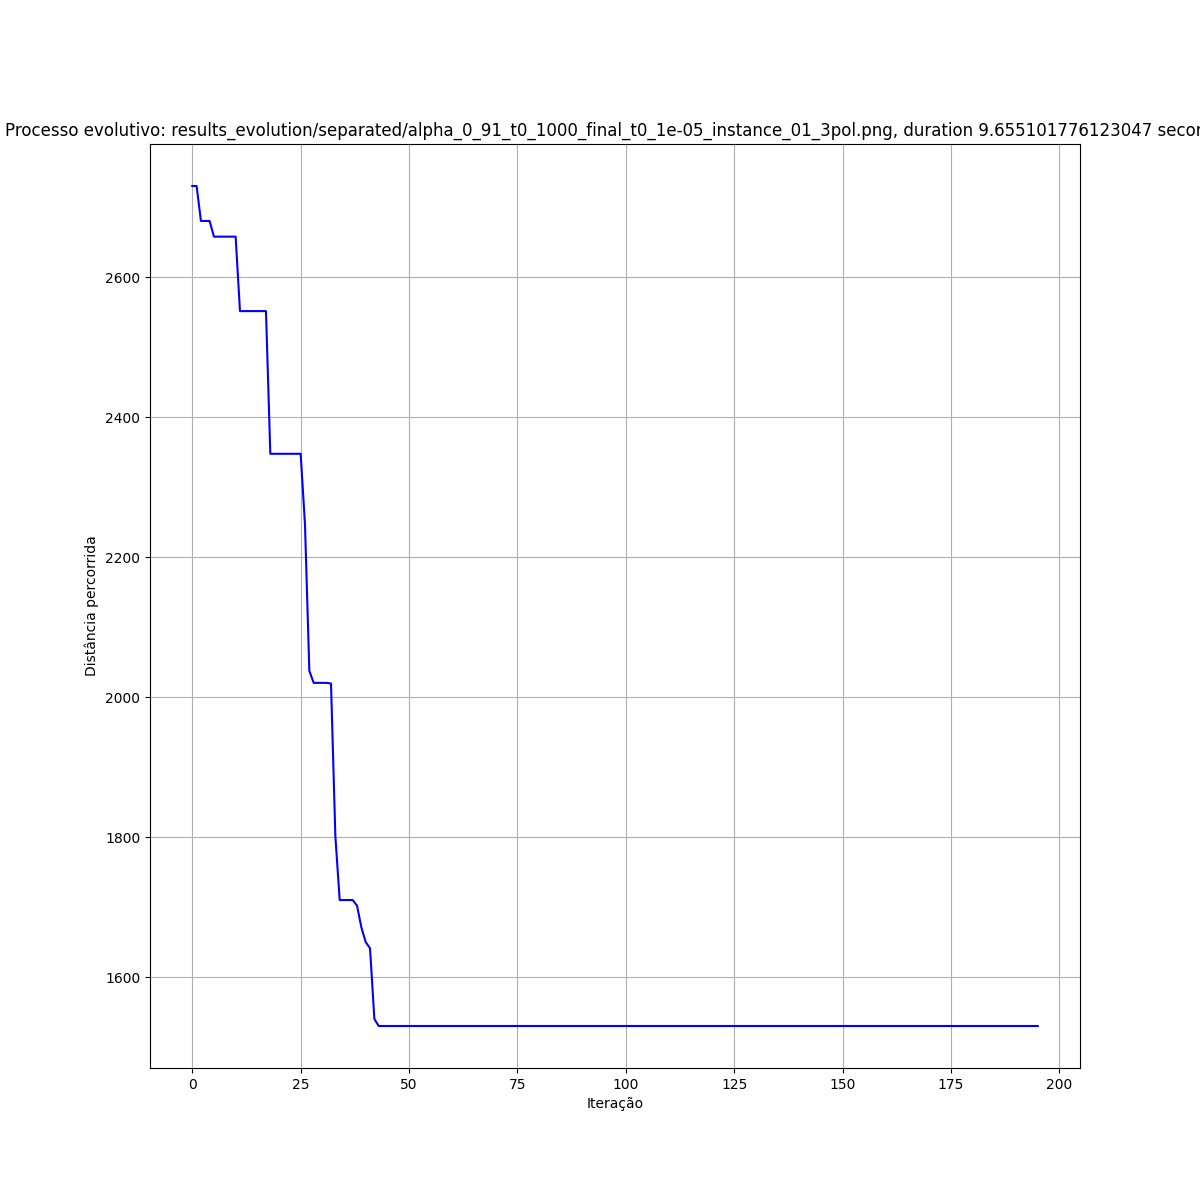 Processo evolutivo: results_evolution/separated/alpha_0_91_t0_1000_final_t0_1e-05_instance_01_3pol.png, duration 9.655101776123047 secon
2600
2400
2200
2000
1800
1600
Distância percorrida
0 25 50 75 100 125 150 175 200
Iteração